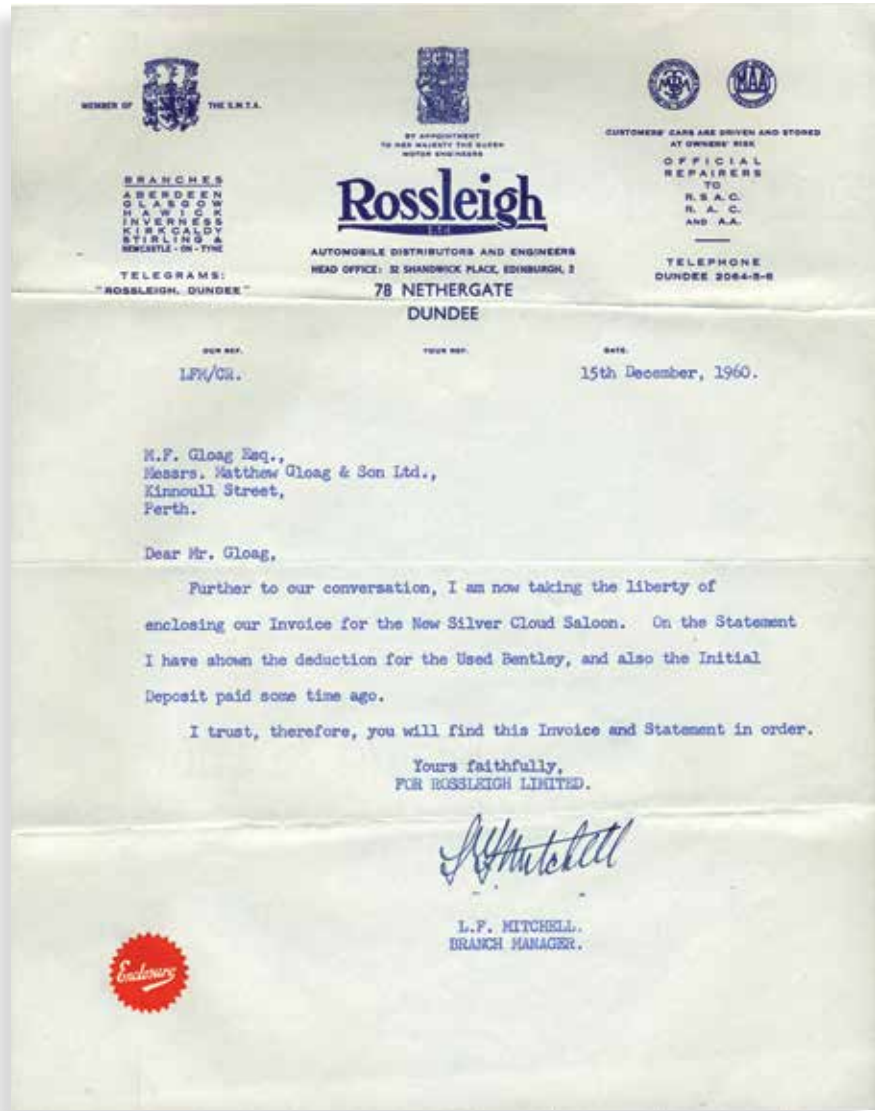 MEMBER OF THE S.M.T.A.
BRANCHES
ABERDEEN
GLASGOW
HAWICK
INVERNESS
KIRKCALDY
STIRLING &
NEWCASTLE-ON-TYNE
TELEGRAMS:
"ROSSLEIGH, DUNDEE"
BY APPOINTMENT
TO HER MAJESTY THE QUEEN
MOTOR ENGINEERS
Rossleigh
Ltd
AUTOMOBILE DISTRIBUTORS AND ENGINEERS
HEAD OFFICE: 32 SHANDWICK PLACE, EDINBURGH, 2
78 NETHERGATE
DUNDEE
MAA
CUSTOMERS' CARS ARE DRIVEN AND STORED
AT OWNERS' RISK
OFFICIAL
REPAIRERS
TO
R.S.A.C.
R.A.C.
AND A.A.
TELEPHONE
DUNDEE 2064-5-6
OUR REF. YOUR REF. DATE.
LFM/CR. 15th December, 1960.
M.F. Gloag Esq.,
Messrs. Matthew Gloag & Son Ltd.,
Kinnoull Street,
Perth.
Dear Mr. Gloag,
Further to our conversation, I am now taking the liberty of
enclosing our Invoice for the New Silver Cloud Saloon. On the Statement
I have shown the deduction for the Used Bentley, and also the Initial
Deposit paid some time ago.
I trust, therefore, you will find this Invoice and Statement in order.
Yours faithfully,
FOR ROSSLEIGH LIMITED.
L F Mitchell
L.F. MITCHELL.
BRANCH MANAGER.
Enclosure